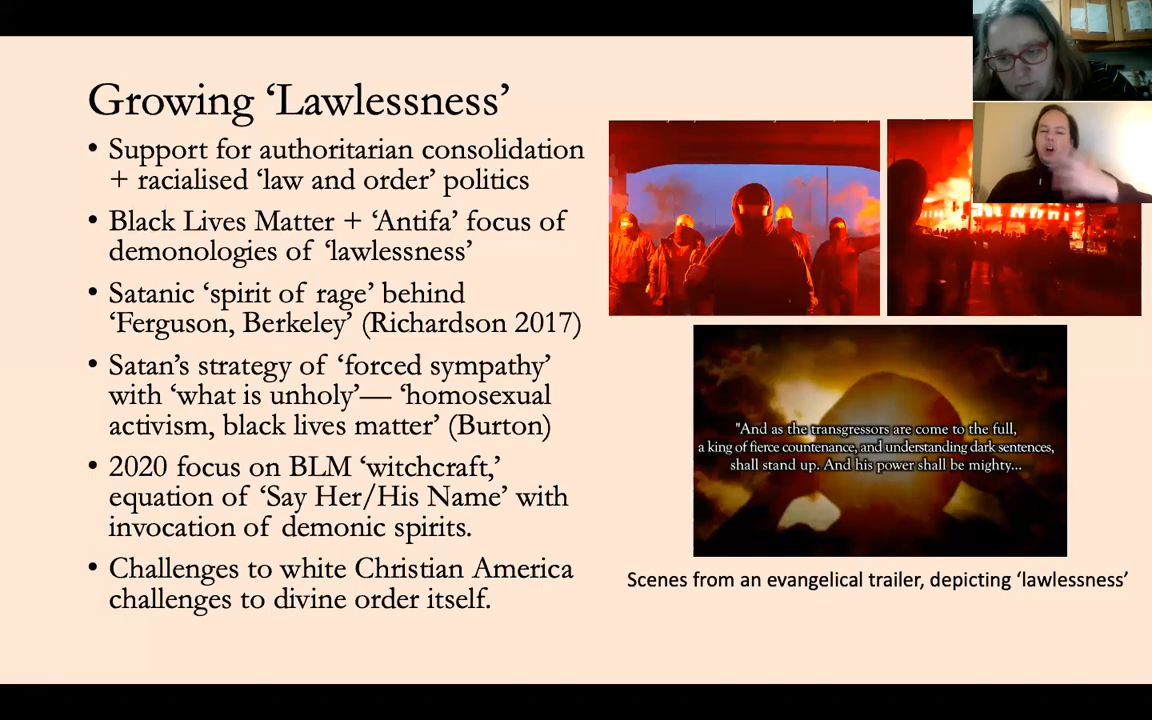 Growing ‘Lawlessness’
• Support for authoritarian consolidation
+ racialised ‘law and order’ politics
• Black Lives Matter + ‘Antifa’ focus of
demonologies of ‘lawlessness’
• Satanic ‘spirit of rage’ behind
‘Ferguson, Berkeley’ (Richardson 2017)
• Satan’s strategy of ‘forced sympathy’
with ‘what is unholy’— ‘homosexual
activism, black lives matter’ (Burton)
• 2020 focus on BLM ‘witchcraft,’
equation of ‘Say Her/His Name’ with
invocation of demonic spirits.
• Challenges to white Christian America
challenges to divine order itself.
"And as the transgressors are come to the full,
a king of fierce countenance, and understanding dark sentences,
shall stand up. And his power shall be mighty...
Scenes from an evangelical trailer, depicting ‘lawlessness’